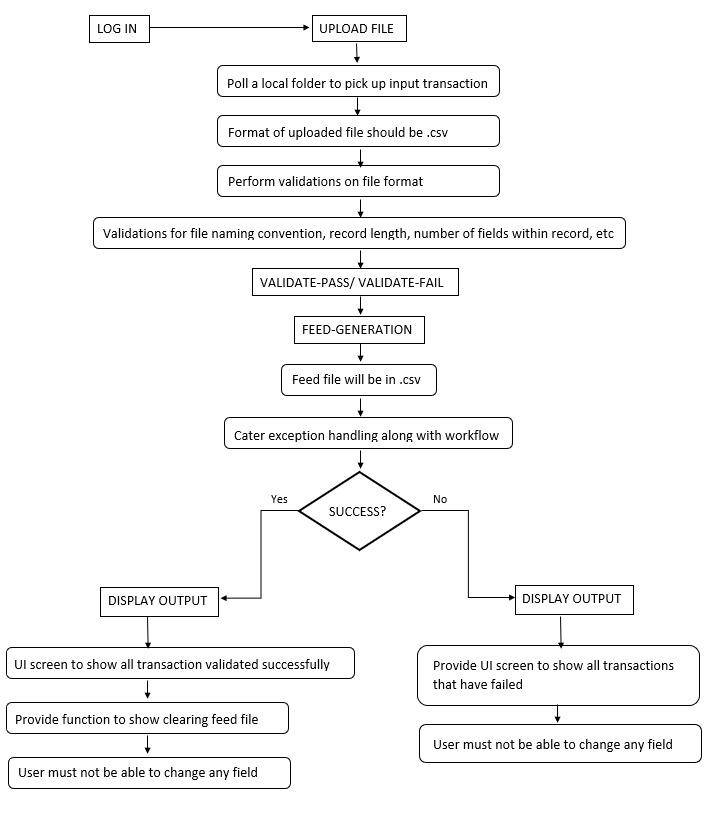 LOG IN
UPLOAD FILE
Poll a local folder to pick up input transaction
Format of uploaded file should be .csv
Perform validations on file format
Validations for file naming convention, record length, number of fields within record, etc
VALIDATE-PASS/ VALIDATE-FAIL
FEED-GENERATION
Feed file will be in .csv
Cater exception handling along with workflow
SUCCESS?
Yes
No
DISPLAY OUTPUT
UI screen to show all transaction validated successfully
Provide function to show clearing feed file
User must not be able to change any field
DISPLAY OUTPUT
Provide UI screen to show all transactions
that have failed
User must not be able to change any field